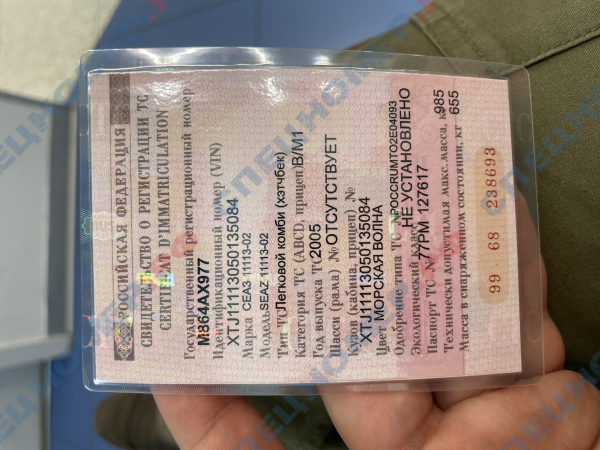 РОССИЙСКАЯ ФЕДЕРАЦИЯ
СВИДЕТЕЛЬСТВО О РЕГИСТРАЦИИ ТС
CERTIFICAT D'IMMATRICULATION
Государственный регистрационный номер
М864АХ977
Идентификационный номер (VIN)
XTJ11113050135084
Марка СЕАЗ 11113-02
Модель SEAZ 11113-02
Тип ТС Легковой комби (хэтчбек)
Категория ТС (ABCD, прицеп) B/M1
Год выпуска ТС 2005
Шасси (рама) № ОТСУТСТВУЕТ
Кузов (кабина, прицеп) №
XTJ11113050135084
Цвет МОРСКАЯ ВОЛНА
Одобрение типа ТС № РОССRUMТ02Е04093
Экологический класс НЕ УСТАНОВЛЕНО
Паспорт ТС № 77РМ 127617
Технически допустимая макс. масса, кг 985
Масса в снаряженном состоянии, кг 655
99 68 238693